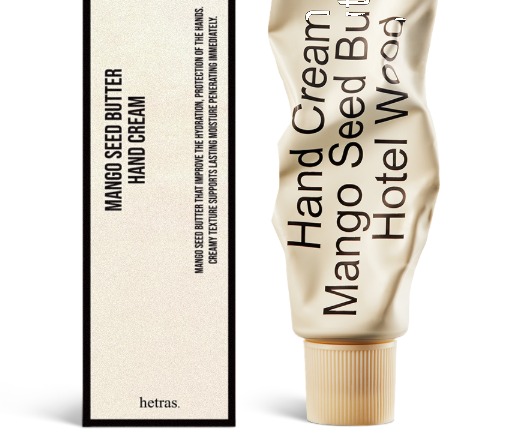 MANGO SEED BUTTER
HAND CREAM
MANGO SEED BUTTER THAT IMPROVE THE HYDRATION, PROTECTION OF THE HANDS.
CREAMY TEXTURE SUPPORTS LASTING MOISTURE PENETRATING IMMEDIATELY.
hetras.
Hand Cream
Mango Seed Bu
Hotel Wood